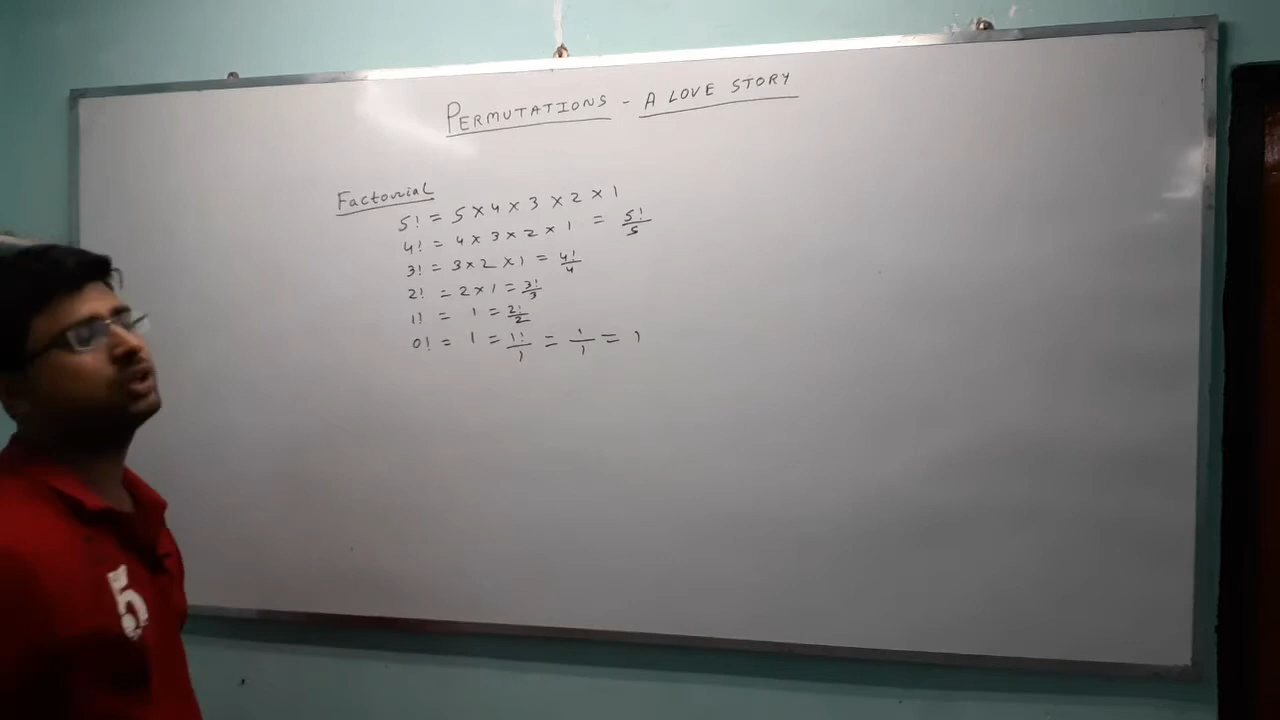 PERMUTATIONS - A LOVE STORY
Factorial
5! = 5 × 4 × 3 × 2 × 1
4! = 4 × 3 × 2 × 1 = 5!/5
3! = 3 × 2 × 1 = 4!/4
2! = 2 × 1 = 3!/3
1! = 1 = 2!/2
0! = 1 = 1!/1 = 1/1 = 1
5